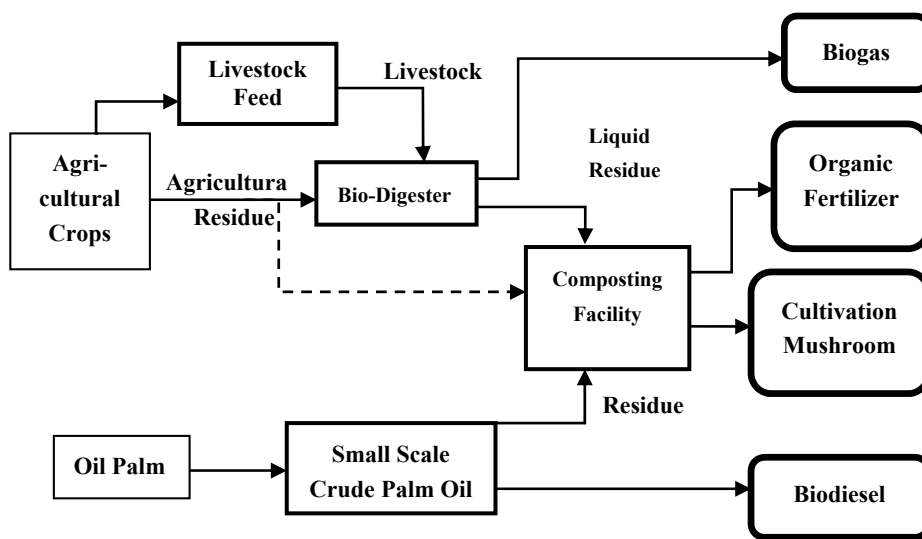 Biogas
Livestock
Feed
Livestock
Liquid
Residue
Agri-
cultural
Crops
Agricultura
Residue
Bio-Digester
Organic
Fertilizer
Composting
Facility
Cultivation
Mushroom
Residue
Oil Palm
Small Scale
Crude Palm Oil
Biodiesel